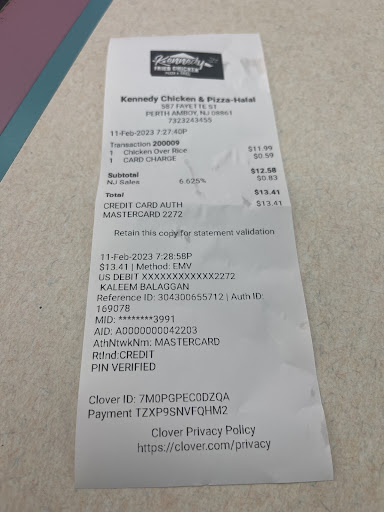 Kennedy
FRIED CHICKEN
Kennedy Chicken & Pizza-Halal
587 FAYETTE ST
PERTH AMBOY, NJ 08861
7323243455
11-Feb-2023 7:27:40P
Transaction 200009
1 Chicken Over Rice $11.99
1 CARD CHARGE $0.59
Subtotal $12.58
NJ Sales 6.625% $0.83
Total $13.41
CREDIT CARD AUTH $13.41
MASTERCARD 2272
Retain this copy for statement validation
11-Feb-2023 7:28:58P
$13.41 | Method: EMV
US DEBIT XXXXXXXXXXXX2272
KALEEM BALAGGAN
Reference ID: 304300655712 | Auth ID:
169078
MID: ********3991
AID: A0000000042203
AthNtwkNm: MASTERCARD
RtInd:CREDIT
PIN VERIFIED
Clover ID: 7M0PGPEC0DZQA
Payment TZXP9SNVFQHM2
Clover Privacy Policy
https://clover.com/privacy